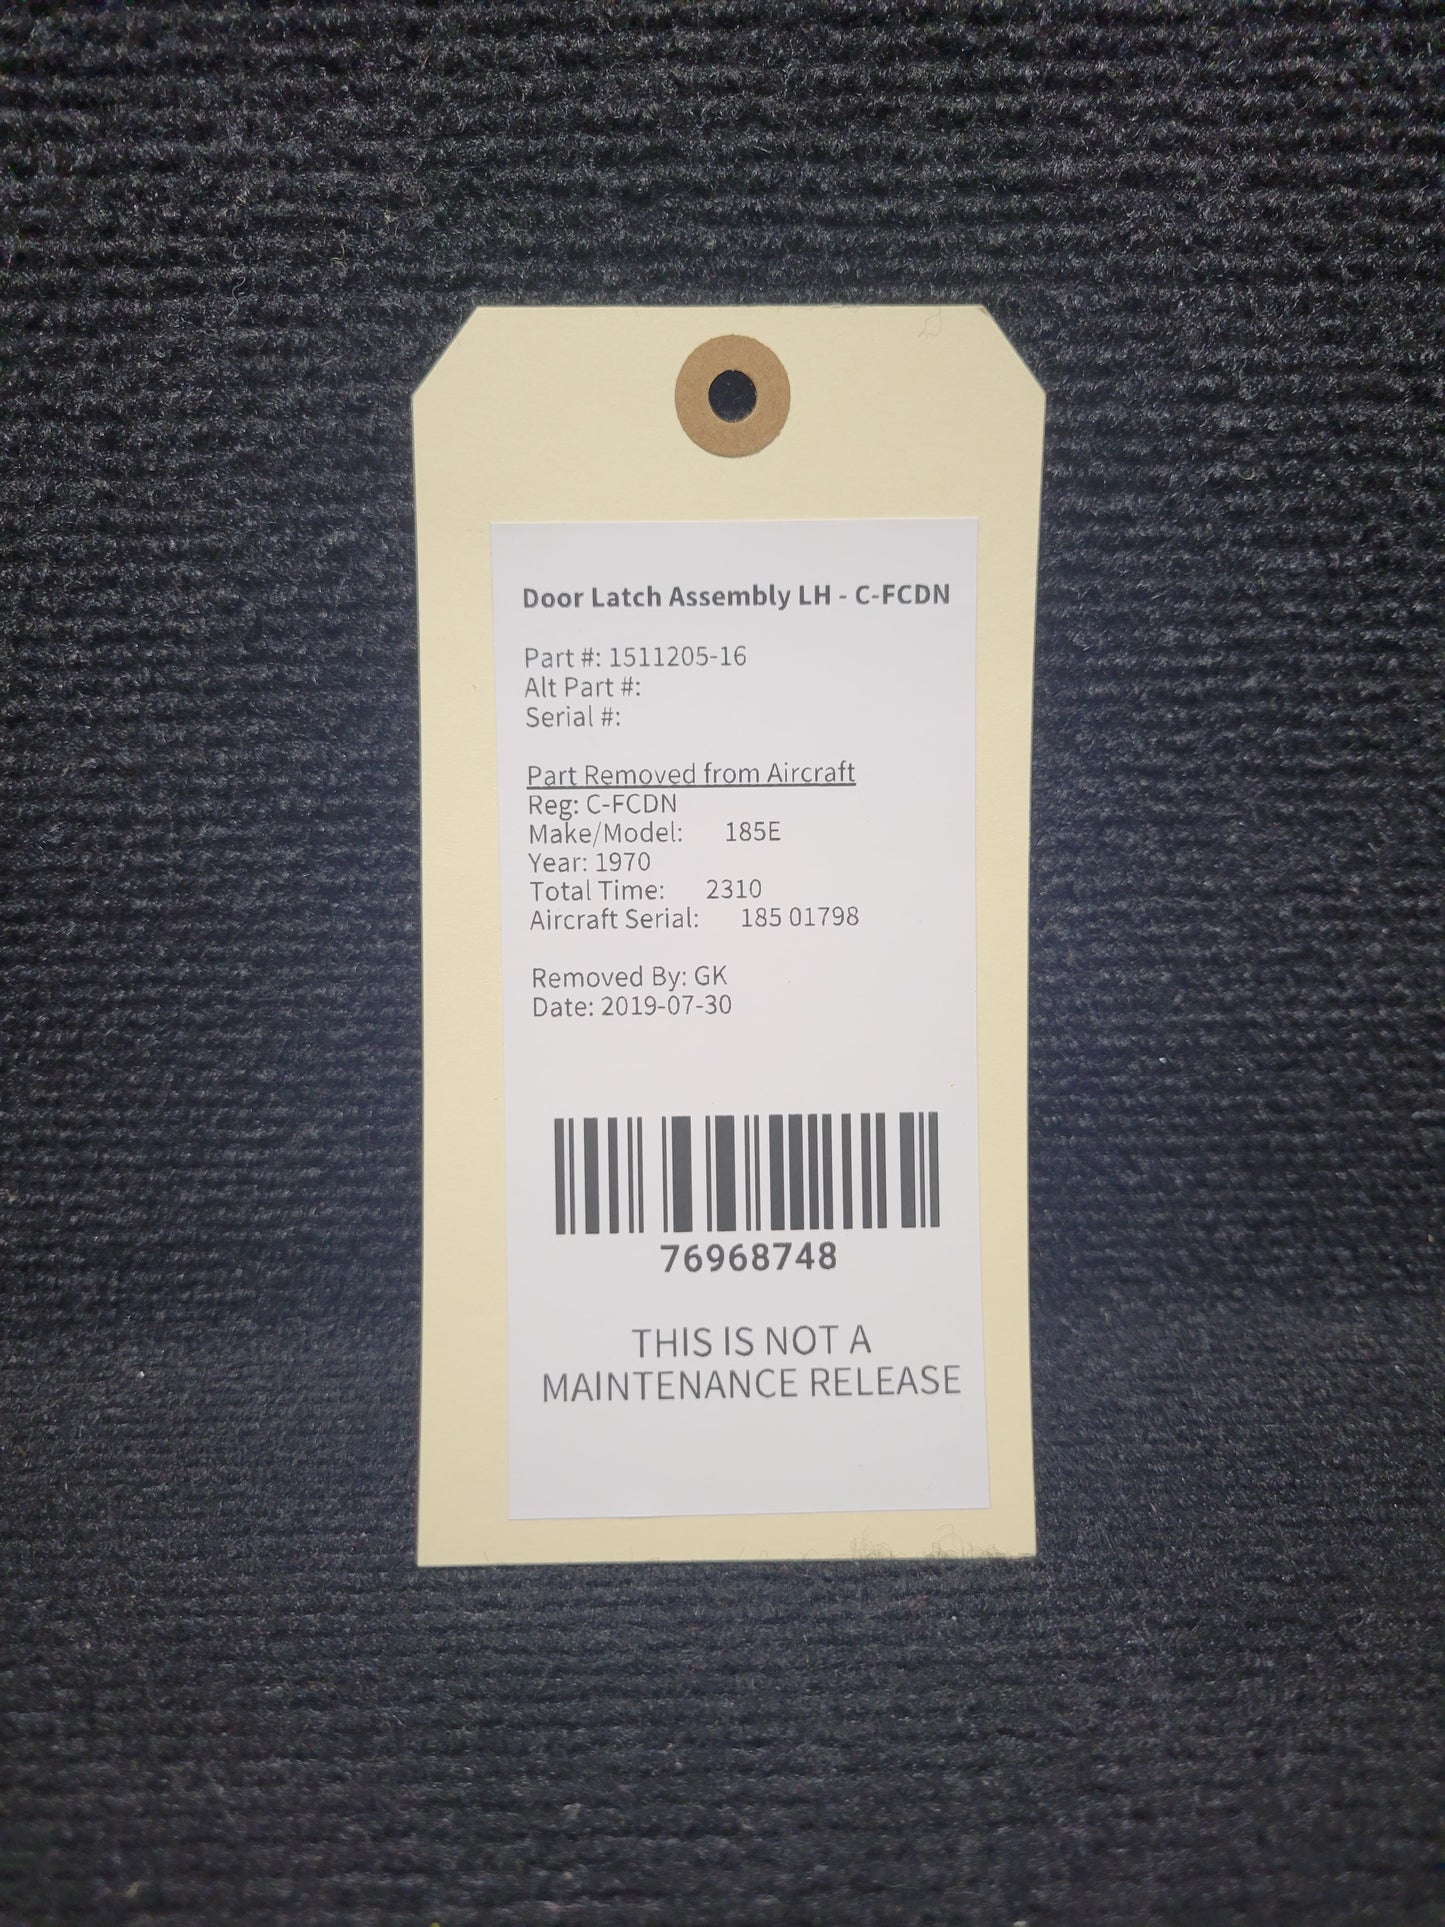 Door Latch Assembly LH - C-FCDN
Part #: 1511205-16
Alt Part #:
Serial #:
Part Removed from Aircraft
Reg: C-FCDN
Make/Model: 185E
Year: 1970
Total Time: 2310
Aircraft Serial: 185 01798
Removed By: GK
Date: 2019-07-30
76968748
THIS IS NOT A
MAINTENANCE RELEASE